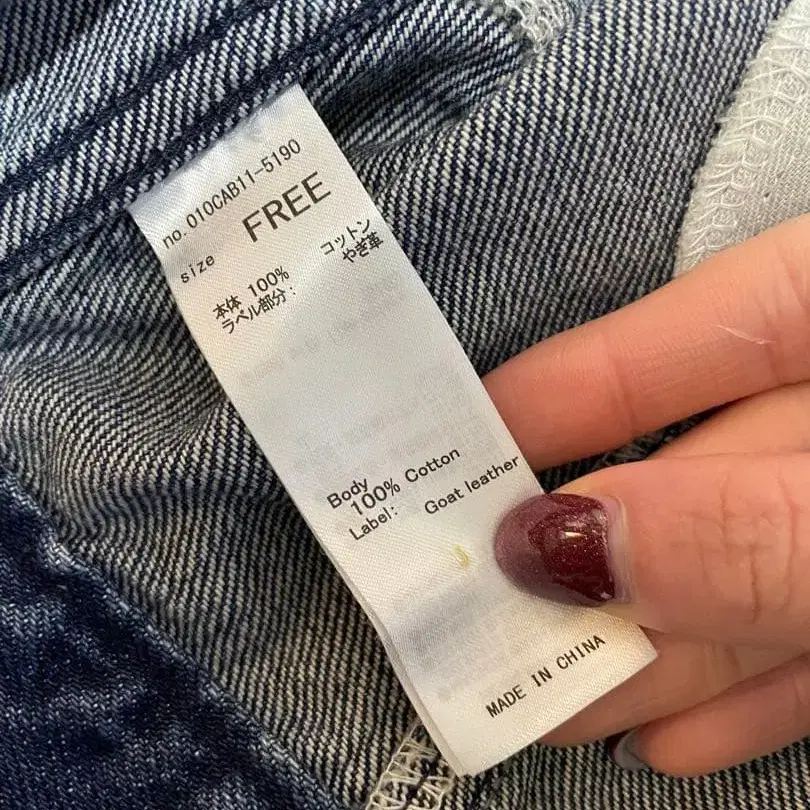 no. 010CAB11-5190
size FREE
本体 100% コットン
ラベル部分: やぎ革
Body
100% Cotton
Label: Goat leather
MADE IN CHINA